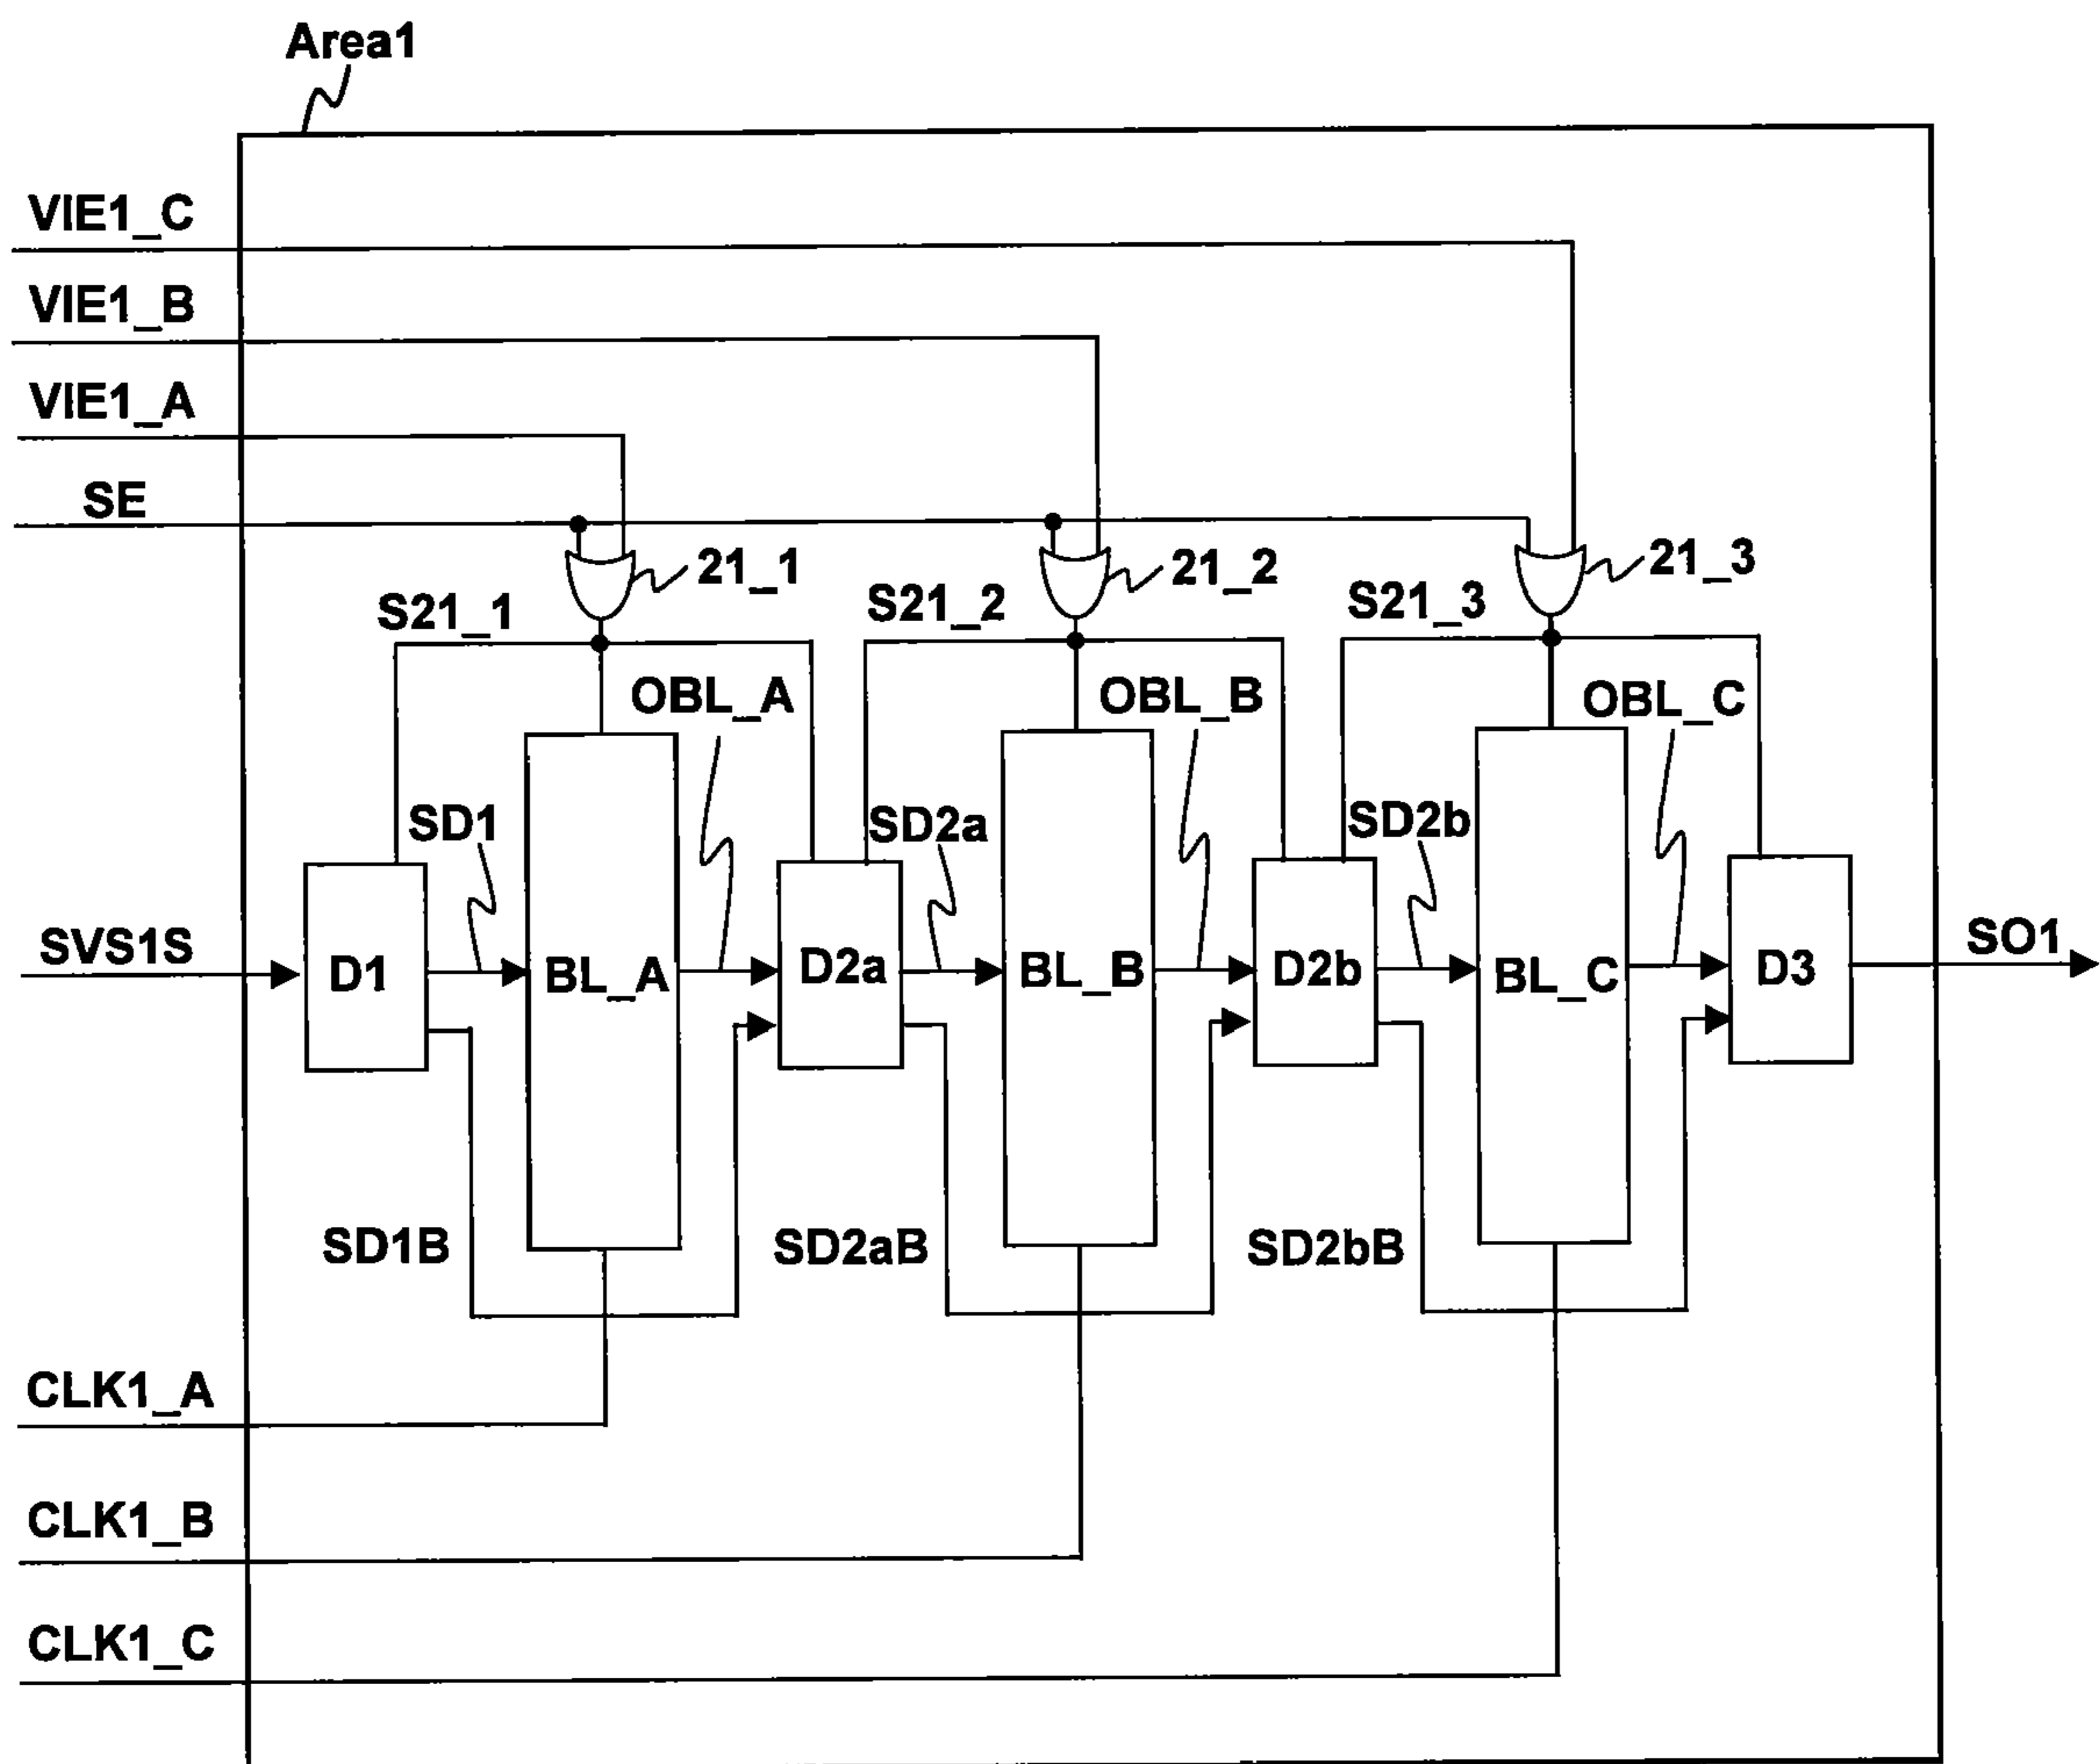 Area1
VIE1_C
VIE1_B
VIE1_A
SE
21_1
21_2
21_3
S21_1
S21_2
S21_3
OBL_A
OBL_B
OBL_C
SD1
SD2a
SD2b
SVS1S
D1
BL_A
D2a
BL_B
D2b
BL_C
D3
SO1
SD1B
SD2aB
SD2bB
CLK1_A
CLK1_B
CLK1_C